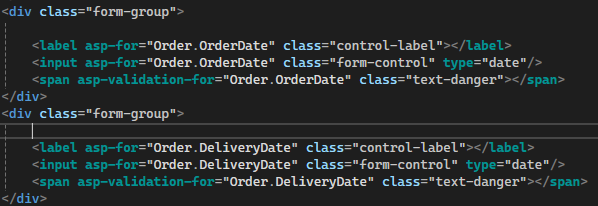 <div class="form-group">
<label asp-for="Order.OrderDate" class="control-label"></label>
<input asp-for="Order.OrderDate" class="form-control" type="date"/>
<span asp-validation-for="Order.OrderDate" class="text-danger"></span>
</div>
<div class="form-group">
<label asp-for="Order.DeliveryDate" class="control-label"></label>
<input asp-for="Order.DeliveryDate" class="form-control" type="date"/>
<span asp-validation-for="Order.DeliveryDate" class="text-danger"></span>
</div>